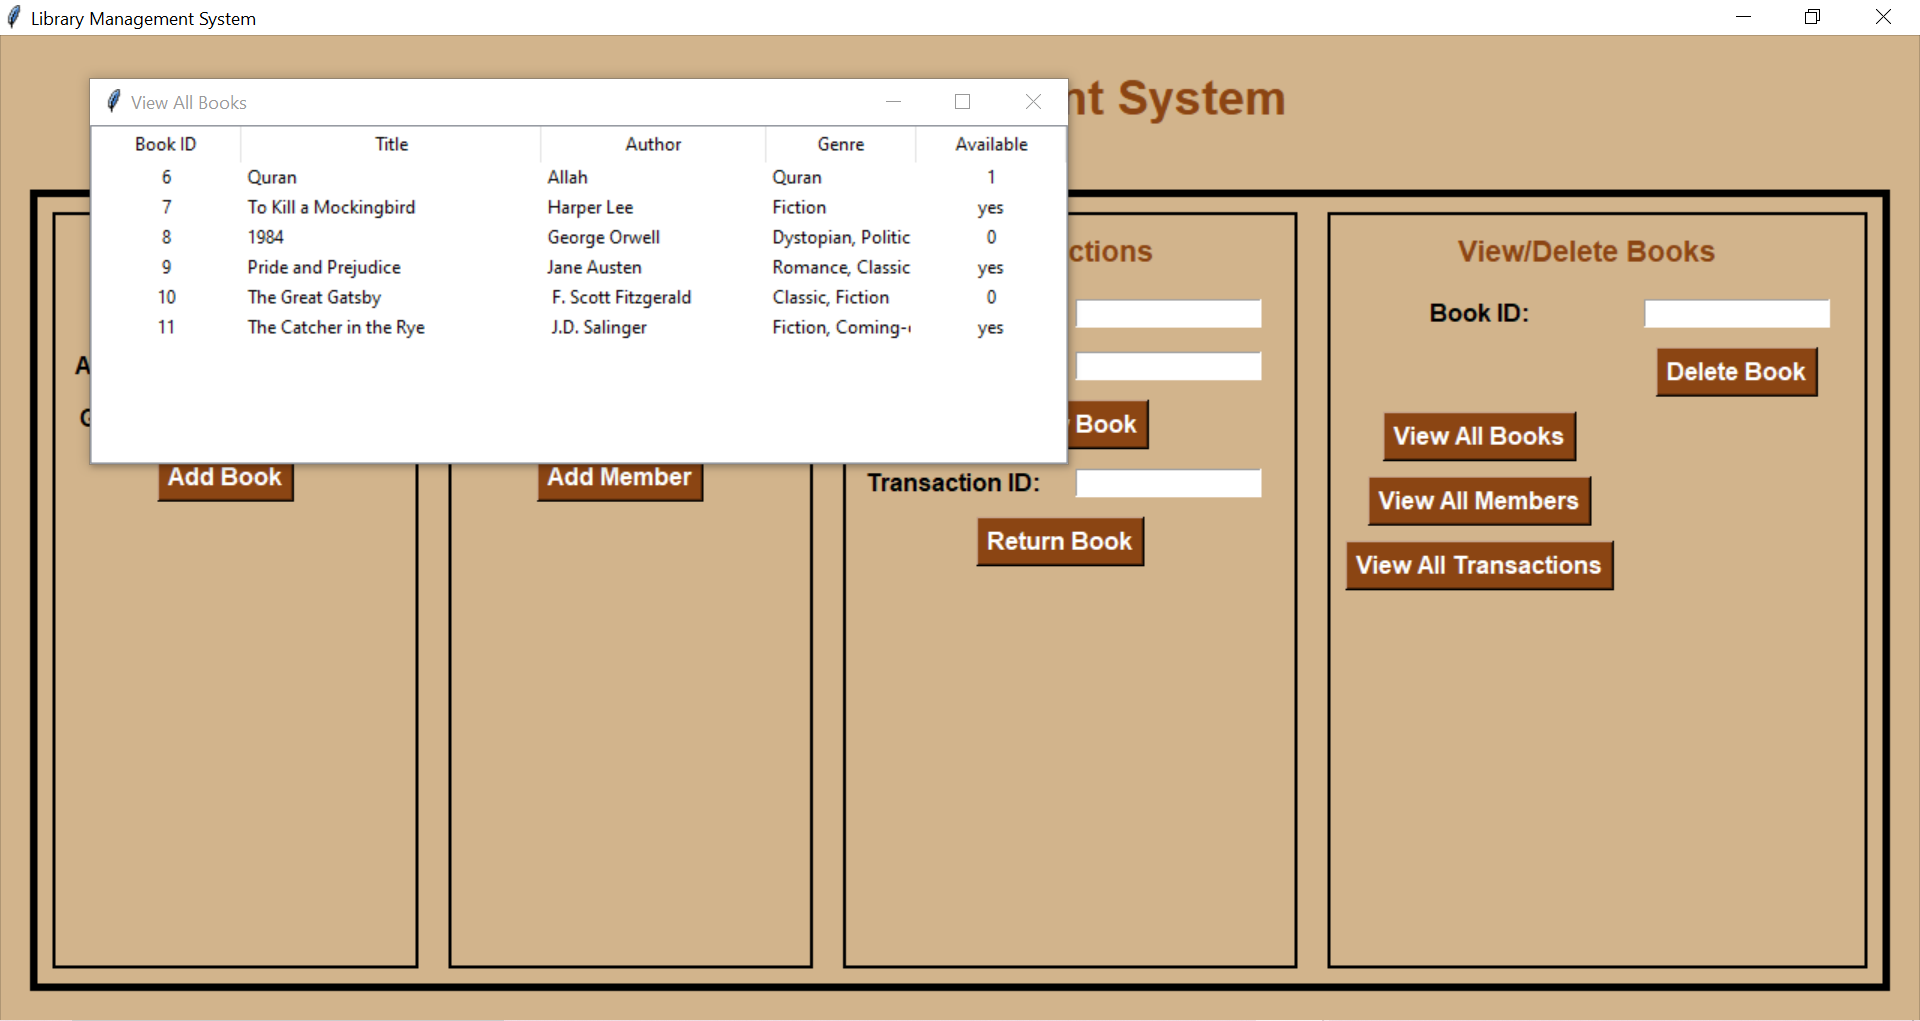 Library Management System
nt System
View All Books
Book ID Title Author Genre Available
6 Quran Allah Quran 1
7 To Kill a Mockingbird Harper Lee Fiction yes
8 1984 George Orwell Dystopian, Politic 0
9 Pride and Prejudice Jane Austen Romance, Classic yes
10 The Great Gatsby F. Scott Fitzgerald Classic, Fiction 0
11 The Catcher in the Rye J.D. Salinger Fiction, Coming- yes
A
Add Book
Add Member
ctions
Book
Transaction ID:
Return Book
View/Delete Books
Book ID:
Delete Book
View All Books
View All Members
View All Transactions